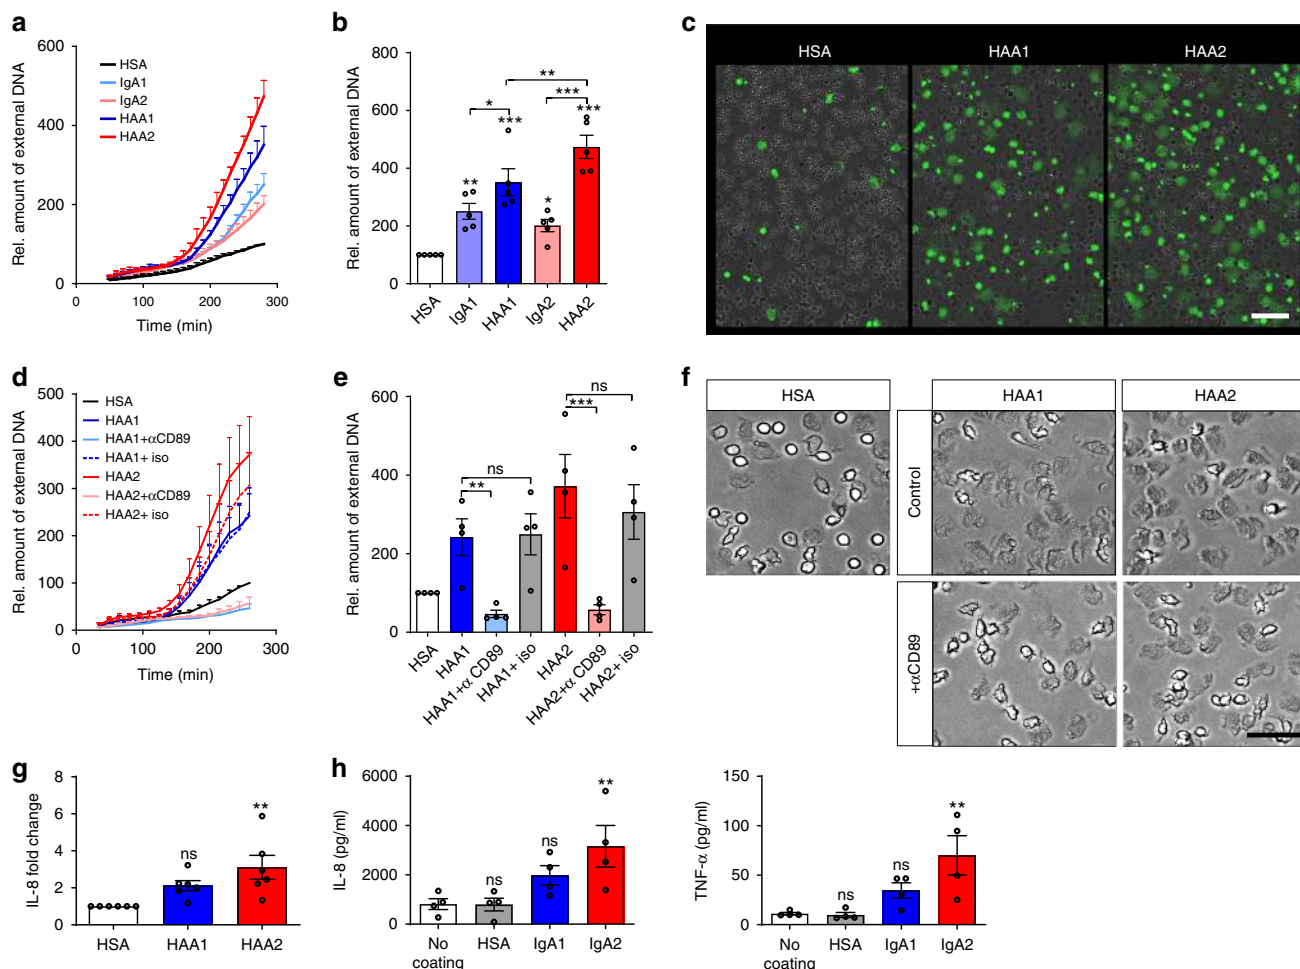 a
Rel. amount of external DNA
600
400
200
0
0
100
200
300
Time (min)
HSA
IgA1
IgA2
HAA1
HAA2
b
Rel. amount of external DNA
800
600
400
200
0
**
*
***
***
***
**
*
HSA
IgA1
HAA1
IgA2
HAA2
c
HSA
HAA1
HAA2
d
Rel. amount of external DNA
500
400
300
200
100
0
0
100
200
300
Time (min)
HSA
HAA1
HAA1+αCD89
HAA1+ iso
HAA2
HAA2+αCD89
HAA2+ iso
e
Rel. amount of external DNA
600
400
200
0
ns
***
ns
**
HSA
HAA1
HAA1+α CD89
HAA1+ iso
HAA2
HAA2+α CD89
HAA2+ iso
f
HSA
HAA1
HAA2
Control
+αCD89
g
IL-8 fold change
8
6
4
2
0
ns
**
HSA
HAA1
HAA2
h
IL-8 (pg/ml)
6000
4000
2000
0
ns
ns
**
No coating
HSA
IgA1
IgA2
TNF-α (pg/ml)
150
100
50
0
ns
ns
**
No coating
HSA
IgA1
IgA2